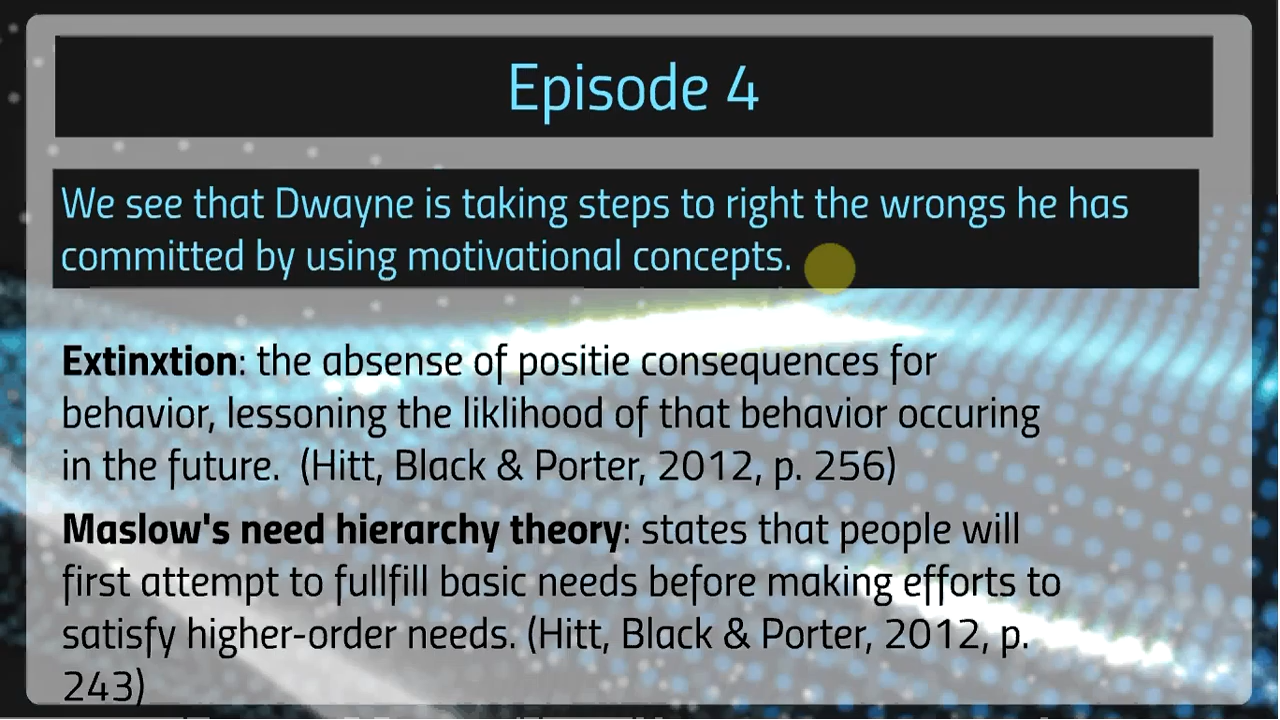 Episode 4
We see that Dwayne is taking steps to right the wrongs he has
committed by using motivational concepts.
Extinxtion: the absense of positie consequences for
behavior, lessoning the liklihood of that behavior occuring
in the future.  (Hitt, Black & Porter, 2012, p. 256)
Maslow's need hierarchy theory: states that people will
first attempt to fullfill basic needs before making efforts to
satisfy higher-order needs. (Hitt, Black & Porter, 2012, p.
243)